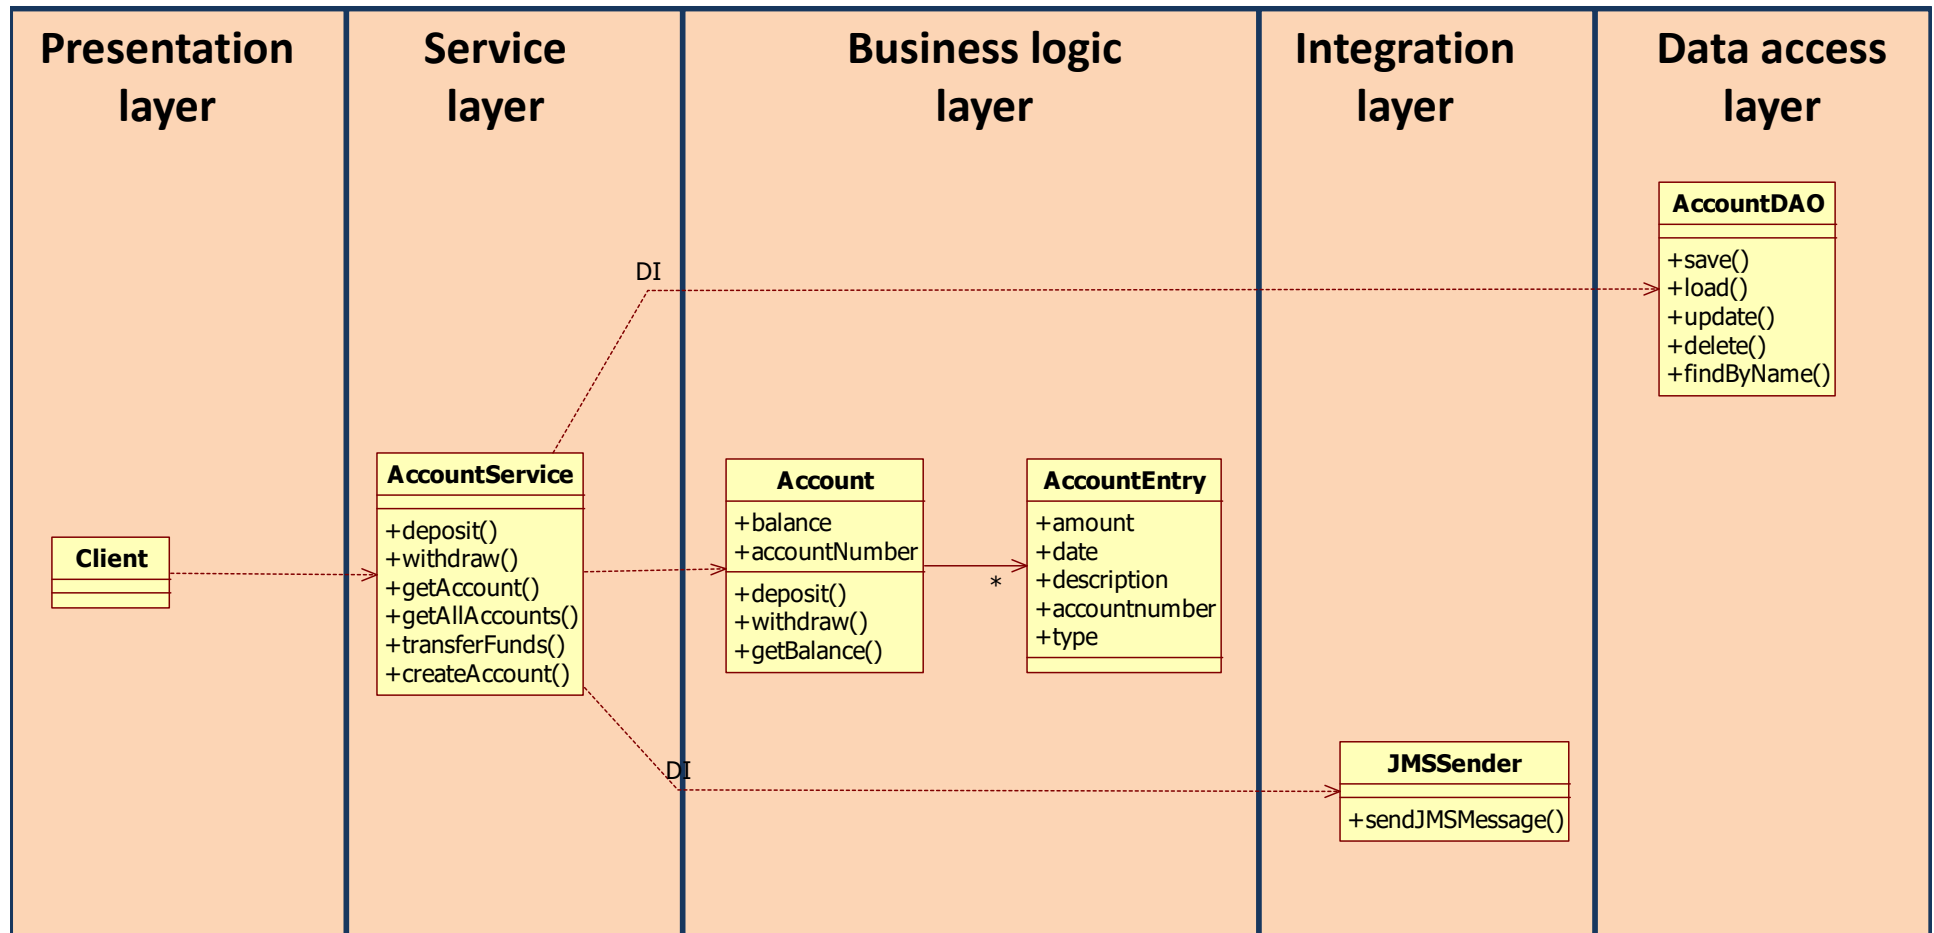 Presentation
layer
Service
layer
Business logic
layer
Integration
layer
Data access
layer
AccountDAO
+save()
+load()
+update()
+delete()
+findByName()
DI
AccountService
+deposit()
+withdraw()
+getAccount()
+getAllAccounts()
+transferFunds()
+createAccount()
Client
Account
+balance
+accountNumber
+deposit()
+withdraw()
+getBalance()
*
AccountEntry
+amount
+date
+description
+accountnumber
+type
DI
JMSSender
+sendJMSMessage()